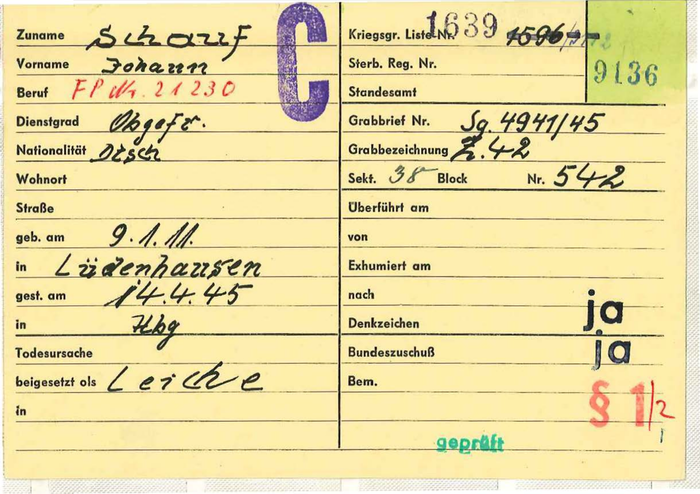 Zuname Schauf
Vorname Johann
Beruf FP Nr. 21230
Dienstgrad Obgefr.
Nationalität Dtsch
Wohnort
Straße
geb. am 9.1.11.
in Lüdenhausen
gest. am 14.4.45
in Hbg
Todesursache
beigesetzt als Leiche
in
C
Kriegsgr. Liste Nr. 1639 1596
9136
Sterb. Reg. Nr.
Standesamt
Grabbrief Nr. Sg. 4941/45
Grabbezeichnung Z.42
Sekt. 38 Block Nr. 542
Überführt am
von
Exhumiert am
nach
Denkzeichen ja
Bundeszuschuß ja
Bem. § 1/2
geprüft